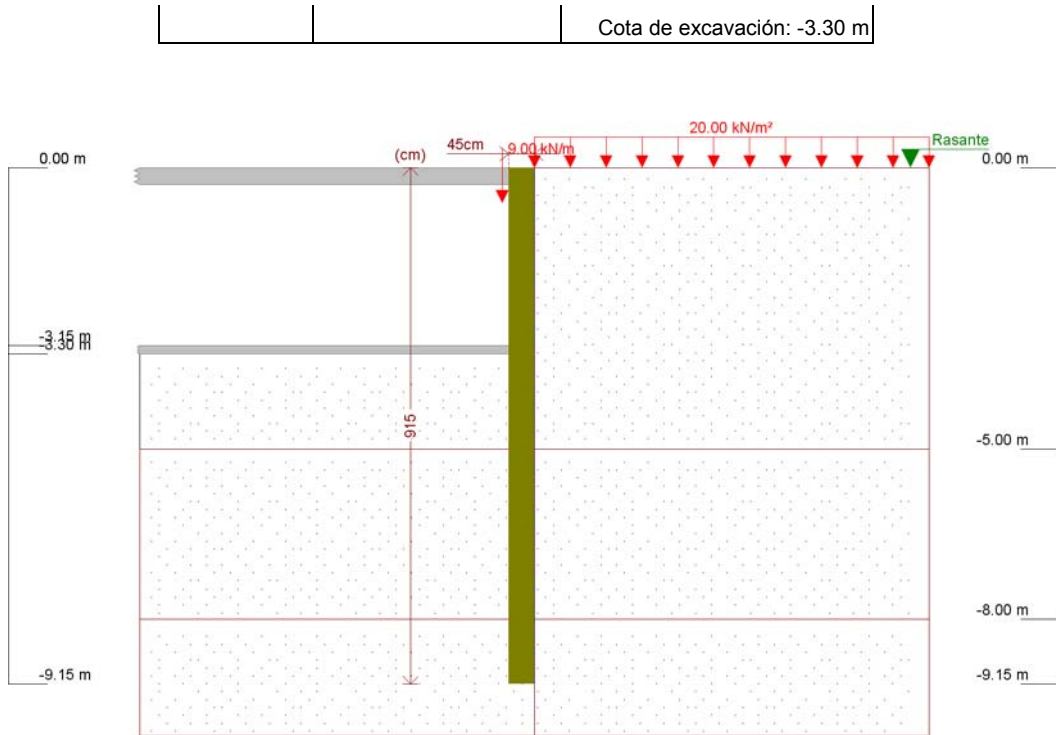 Cota de excavación: -3.30 m
20.00 kN/m²
45cm
9.00 kN/m
Rasante
(cm)
0.00 m
0.00 m
-3.15 m
-3.30 m
915
-5.00 m
-8.00 m
-9.15 m
-9.15 m